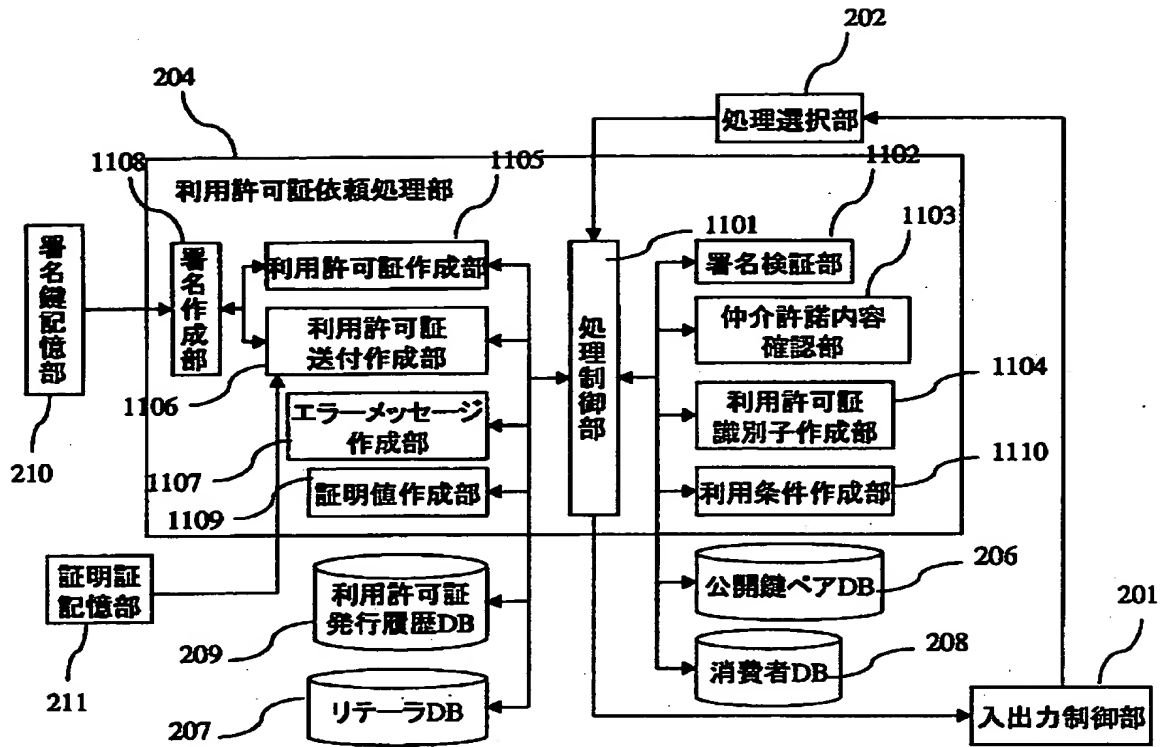 202
204
処理選択部
1108
1105
1102
利用許可証依頼処理部
1103
1101
署名鍵記憶部
署名作成部
利用許可証作成部
処理制御部
署名検証部
利用許可証
送付作成部
仲介許諾内容
確認部
1106
1104
エラーメッセージ
作成部
利用許可証
識別子作成部
210
1107
1110
1109
証明値作成部
利用条件作成部
証明証
記憶部
利用許可証
発行履歴DB
公開鍵ペアDB
206
201
209
消費者DB
208
211
リテーラDB
207
入出力制御部